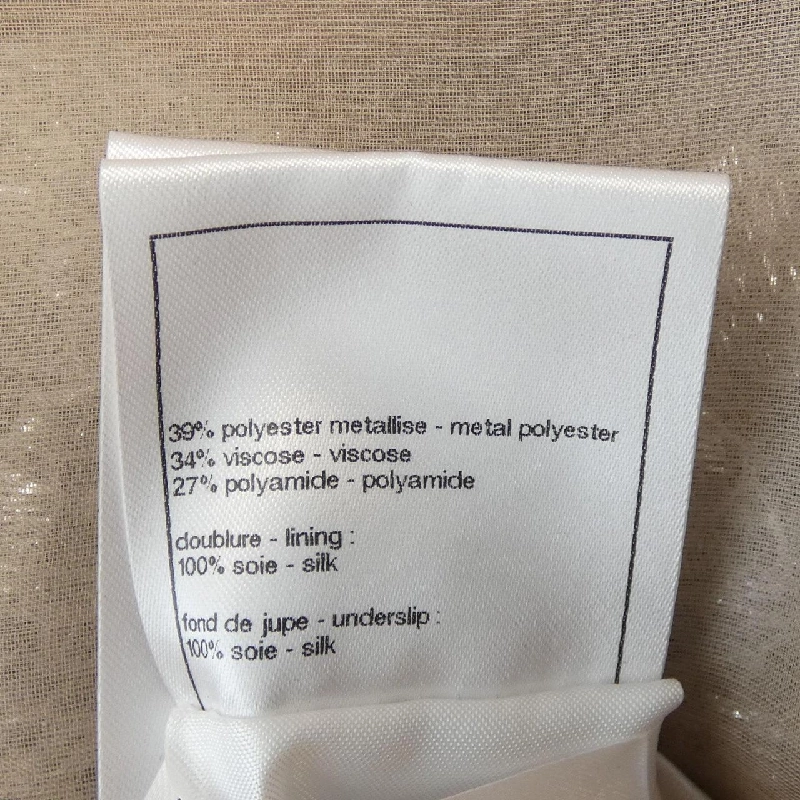 39% polyester metallise - metal polyester
34% viscose - viscose
27% polyamide - polyamide
doublure - lining :
100% soie - silk
fond de jupe - underslip :
100% soie - silk